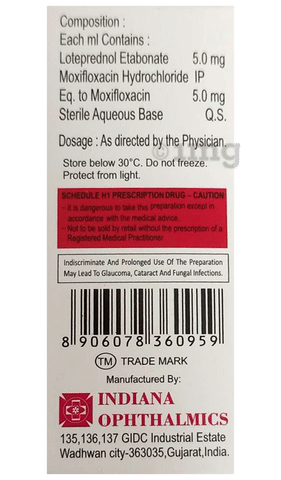 Composition :
Each ml Contains :
Loteprednol Etabonate 5.0 mg
Moxifloxacin Hydrochloride IP
Eq. to Moxifloxacin 5.0 mg
Sterile Aqueous Base Q.S.
Dosage : As directed by the Physician.
Store below 30°C. Do not freeze.
Protect from light.
SCHEDULE H1 PRESCRIPTION DRUG – CAUTION
- It is dangerous to take this preparation except in
accordance with the medical advice.
- Not to be sold by retail without the prescription of a
Registered Medical Practitioner.
Indiscriminate And Prolonged Use Of The Preparation
May Lead To Glaucoma, Cataract And Fungal Infections.
8 906078 360959
TM TRADE MARK
Manufactured By:
INDIANA
OPHTHALMICS
135,136,137 GIDC Industrial Estate
Wadhwan city-363035,Gujarat,India.